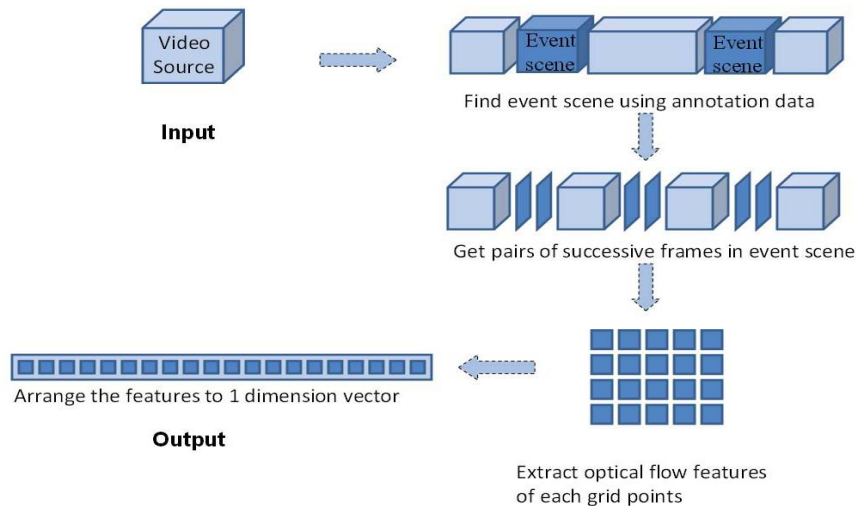 Video
Source
Event
scene
Event
scene
Find event scene using annotation data
Input
Get pairs of successive frames in event scene
Arrange the features to 1 dimension vector
Output
Extract optical flow features
of each grid points